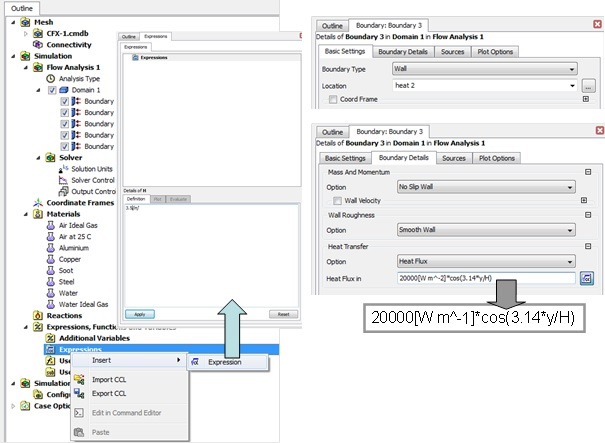 Outline
Mesh
CFX-1.cmdb
Connectivity
Simulation
Flow Analysis 1
Analysis Type
Domain 1
Boundary
Boundary
Boundary
Boundary
Solver
Solution Units
Solver Control
Output Control
Coordinate Frames
Materials
Air Ideal Gas
Air at 25 C
Aluminium
Copper
Soot
Steel
Water
Water Ideal Gas
Reactions
Expressions, Functions and Variables
Additional Variables
Expressions
Use
Use
Simulation
Configu
Case Optio
Insert
Import CCL
Export CCL
Edit in Command Editor
Paste
Expression
Outline Expressions
Expressions
Expressions
Details of H
Definition Plot Evaluate
Apply Reset
Outline Boundary: Boundary 3
Details of Boundary 3 in Domain 1 in Flow Analysis 1
Basic Settings Boundary Details Sources Plot Options
Boundary Type Wall
Location heat 2 ...
Coord Frame
Outline Boundary: Boundary 3
Details of Boundary 3 in Domain 1 in Flow Analysis 1
Basic Settings Boundary Details Sources Plot Options
Mass And Momentum
Option No Slip Wall
Wall Velocity
Wall Roughness
Option Smooth Wall
Heat Transfer
Option Heat Flux
Heat Flux in 20000[W m^-2]*cos(3.14*y/H)
20000[W m^-1]*cos(3.14*y/H)